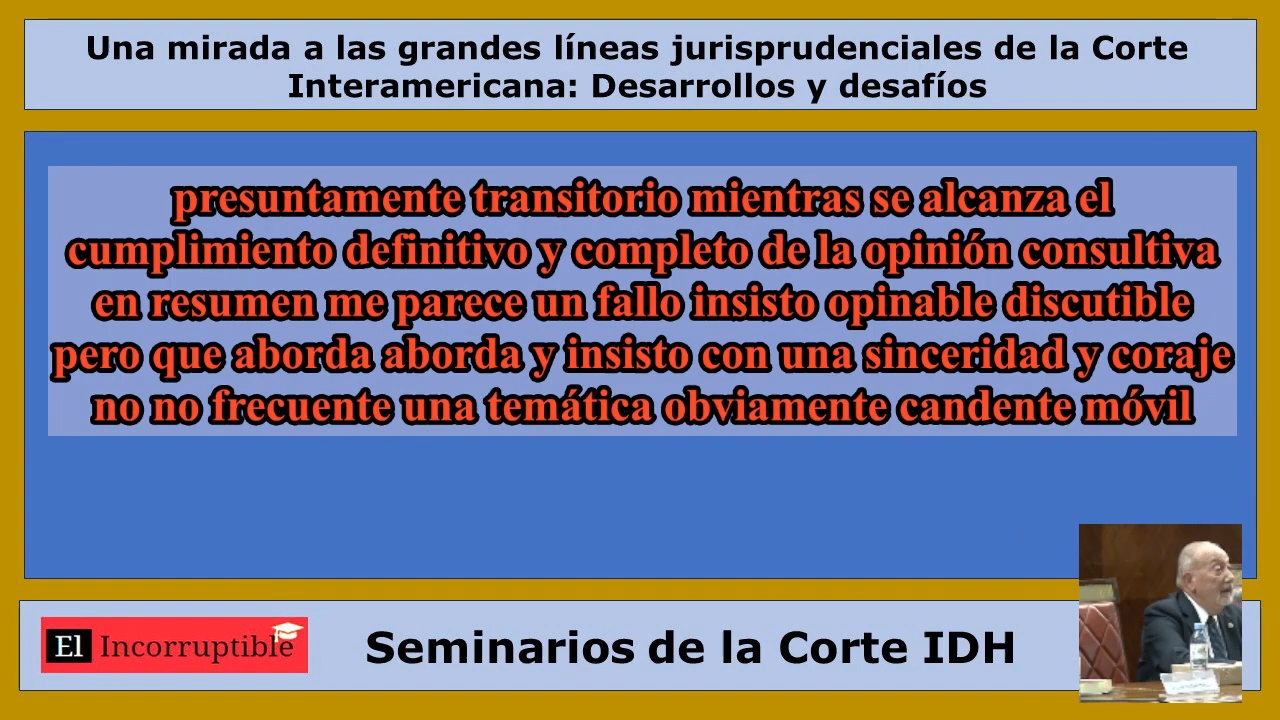 Una mirada a las grandes líneas jurisprudenciales de la Corte
Interamericana: Desarrollos y desafíos
presuntamente transitorio mientras se alcanza el
cumplimiento definitivo y completo de la opinión consultiva
en resumen me parece un fallo insisto opinable discutible
pero que aborda aborda y insisto con una sinceridad y coraje
no no frecuente una temática obviamente candente móvil
El Incorruptible
Seminarios de la Corte IDH